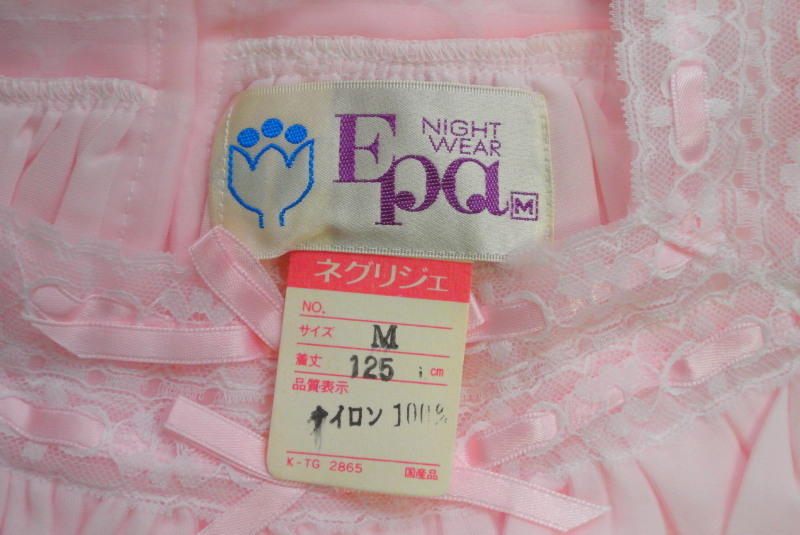 NIGHT
WEAR
Epa
M
ネグリジェ
NO.
サイズ M
着丈 125 cm
品質表示
ナイロン 100%
K-TG 2865 国産品